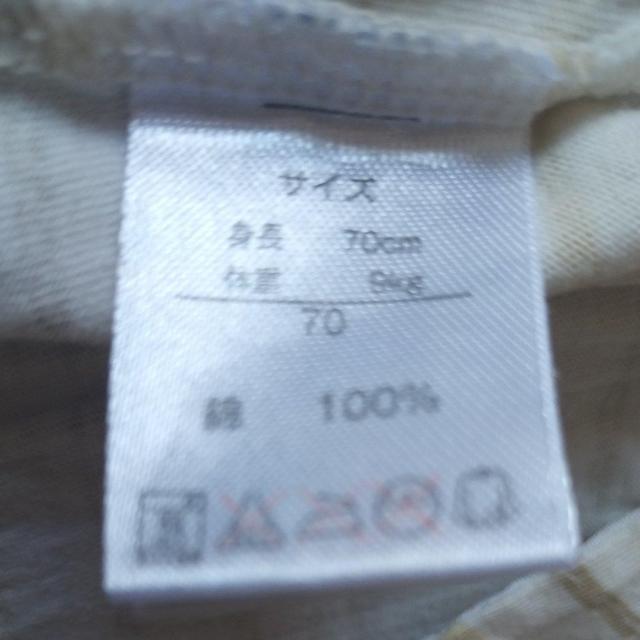 サイズ
身長 70cm
体重 9kg
70
綿 100%